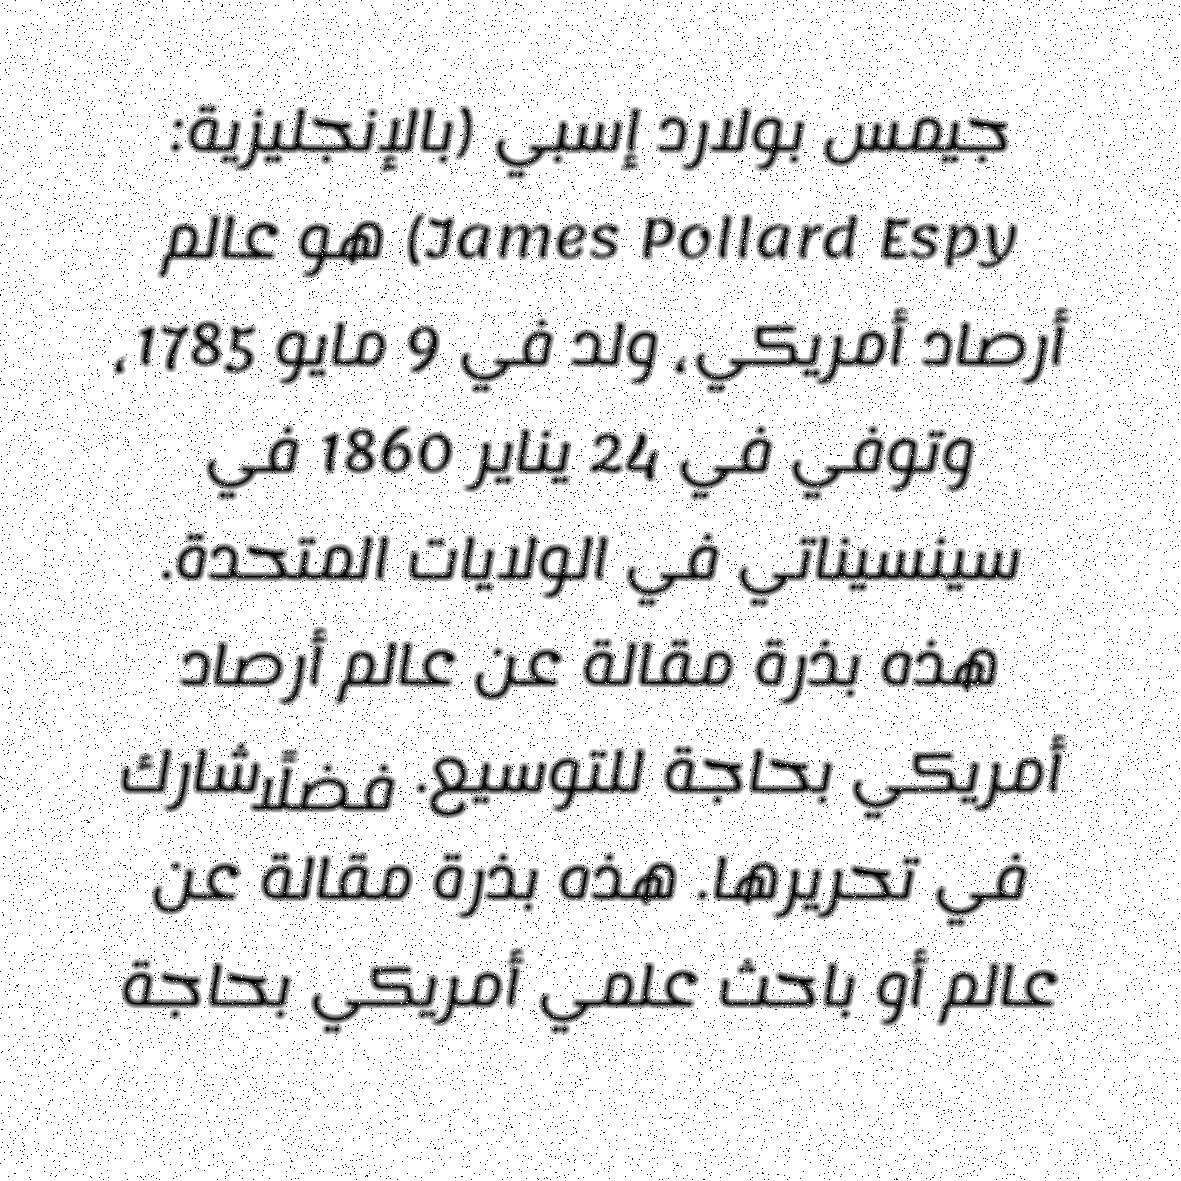 جيمس بولارد إسبي (بالإنجليزية:
James Pollard Espy) هو عالم
أرصاد أمريكي، ولد في 9 مايو 1785،
وتوفي في 24 يناير 1860 في
سينسيناتي في الولايات المتحدة.
هذه بذرة مقالة عن عالم أرصاد
أمريكي بحاجة للتوسيع. فضلًا شارك
في تحريرها. هذه بذرة مقالة عن
عالم أو باحث علمي أمريكي بحاجة